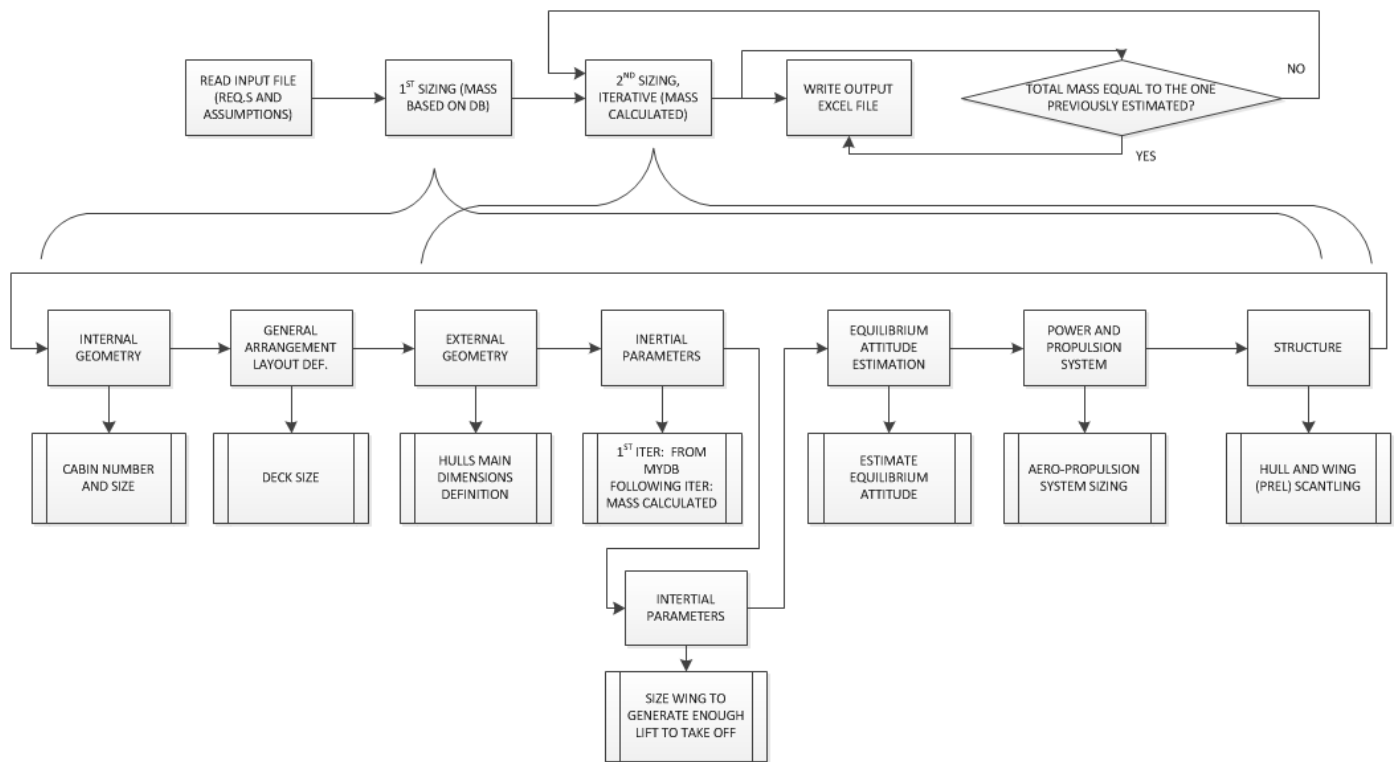 READ INPUT FILE
(REQ.S AND
ASSUMPTIONS)
1ST SIZING (MASS
BASED ON DB)
2ND SIZING,
ITERATIVE (MASS
CALCULATED)
WRITE OUTPUT
EXCEL FILE
TOTAL MASS EQUAL TO THE ONE
PREVIOUSLY ESTIMATED?
NO
YES
INTERNAL
GEOMETRY
GENERAL
ARRANGEMENT
LAYOUT DEF.
EXTERNAL
GEOMETRY
INERTIAL
PARAMETERS
EQUILIBRIUM
ATTITUDE
ESTIMATION
POWER AND
PROPULSION
SYSTEM
STRUCTURE
CABIN NUMBER
AND SIZE
DECK SIZE
HULLS MAIN
DIMENSIONS
DEFINITION
1ST ITER:  FROM
MYDB
FOLLOWING ITER:
MASS CALCULATED
ESTIMATE
EQUILIBRIUM
ATTITUDE
AERO-PROPULSION
SYSTEM SIZING
HULL AND WING
(PREL) SCANTLING
INTERTIAL
PARAMETERS
SIZE WING TO
GENERATE ENOUGH
LIFT TO TAKE OFF